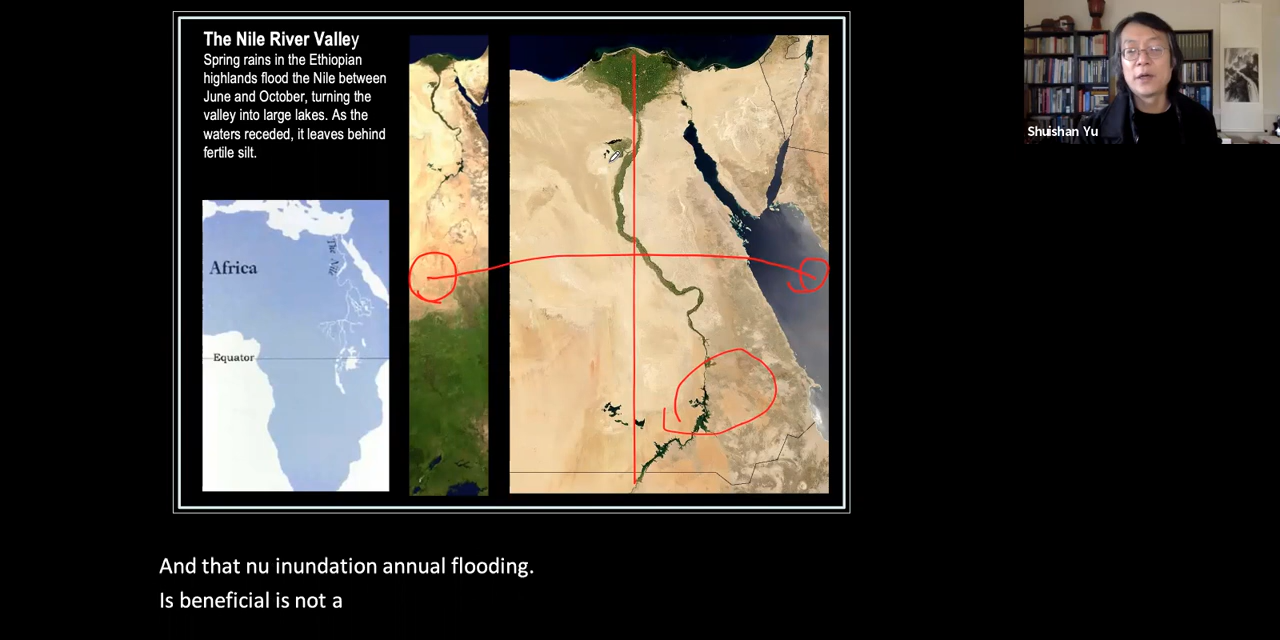 The Nile River Valley
Spring rains in the Ethiopian
highlands flood the Nile between
June and October, turning the
valley into large lakes. As the
waters receded, it leaves behind
fertile silt.
The Nile
Africa
Equator
Shuishan Yu
And that nu inundation annual flooding.
Is beneficial is not a